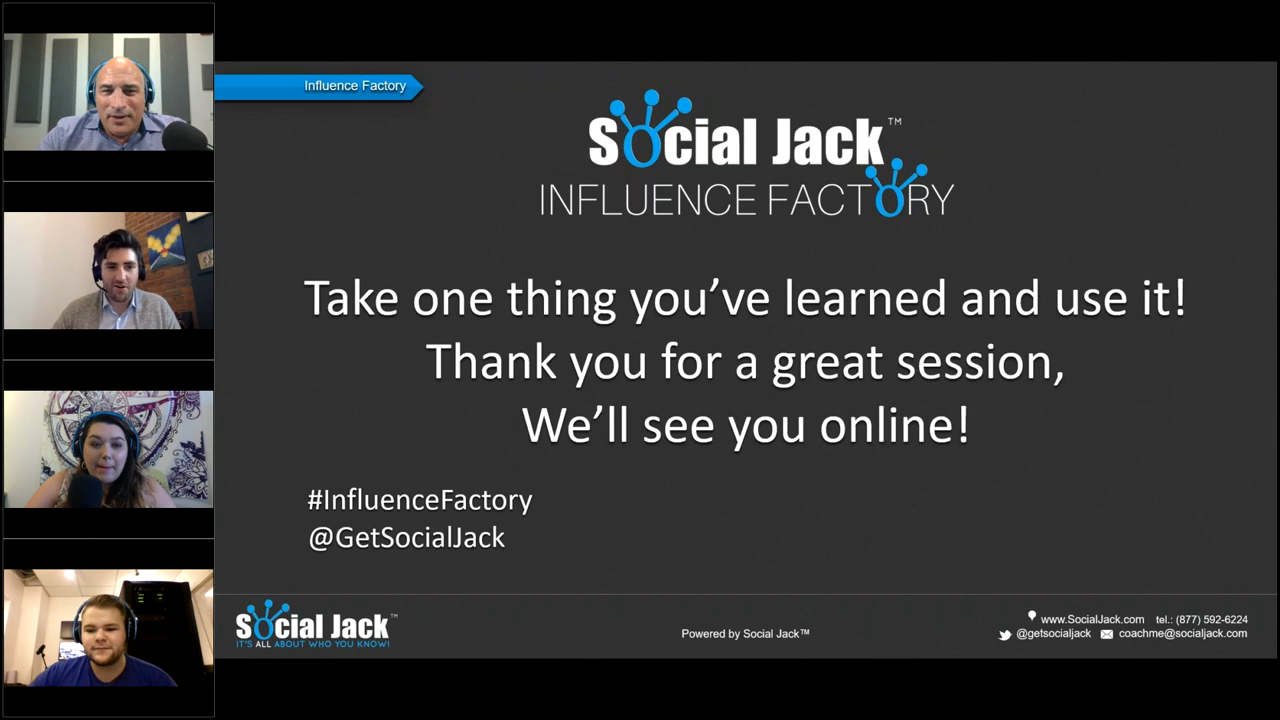 Influence Factory
Social Jack™
INFLUENCE FACTORY
Take one thing you’ve learned and use it!
Thank you for a great session,
We’ll see you online!
#InfluenceFactory
@GetSocialJack
Social Jack™
IT'S ALL ABOUT WHO YOU KNOW!
Powered by Social Jack™
www.SocialJack.com tel.: (877) 592-6224
@getsocialjack coachme@socialjack.com